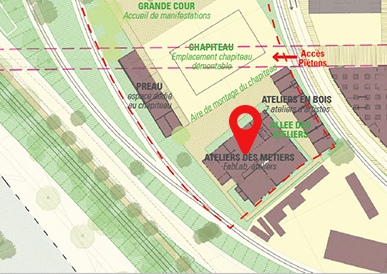 GRANDE COUR
Accueil de manifestations
CHAPITEAU
Emplacement chapiteau
démontable
Accès
Piétons
PREAU
espace dédié
au chapiteau
Aire de montage du chapiteau
ATELIERS EN BOIS
7 ateliers d'artistes
ALLEE DES
ATELIERS
ATELIERS DES METIERS
FabLab, ateliers